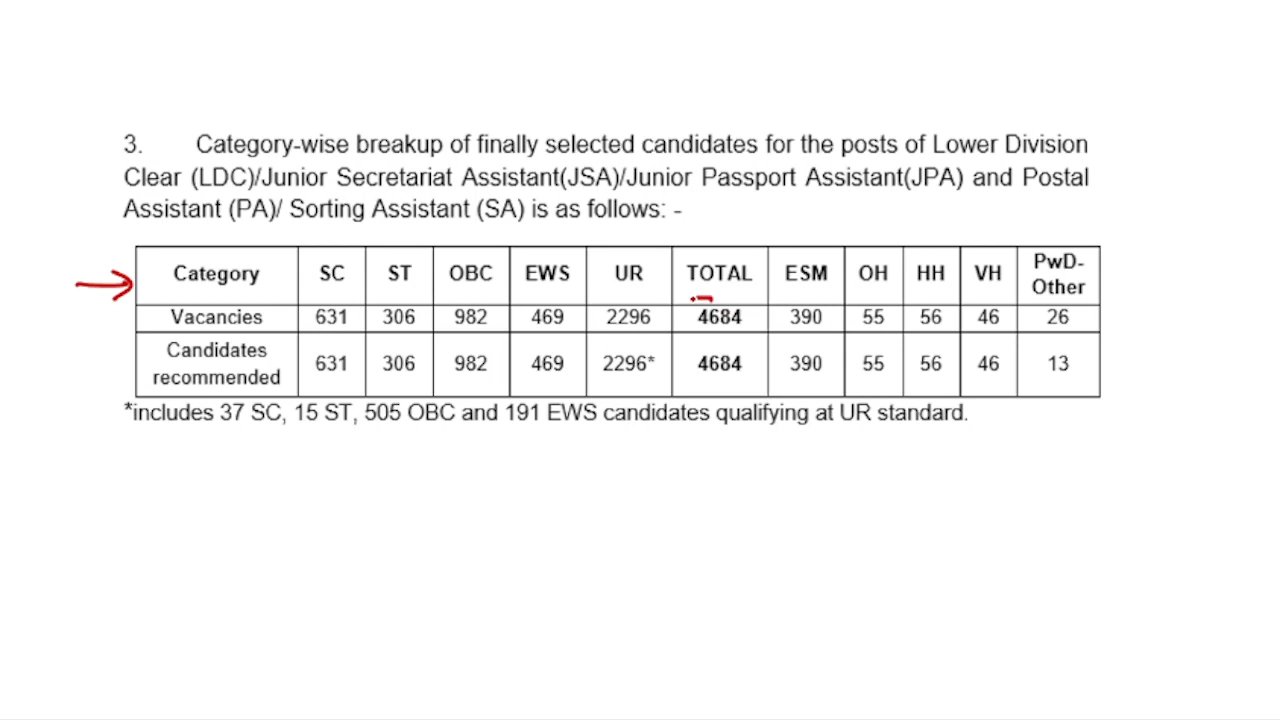 3. Category-wise breakup of finally selected candidates for the posts of Lower Division
Clear (LDC)/Junior Secretariat Assistant(JSA)/Junior Passport Assistant(JPA) and Postal
Assistant (PA)/ Sorting Assistant (SA) is as follows: -
Category SC ST OBC EWS UR TOTAL ESM OH HH VH PwD-
Other
Vacancies 631 306 982 469 2296 4684 390 55 56 46 26
Candidates
recommended 631 306 982 469 2296* 4684 390 55 56 46 13
*includes 37 SC, 15 ST, 505 OBC and 191 EWS candidates qualifying at UR standard.